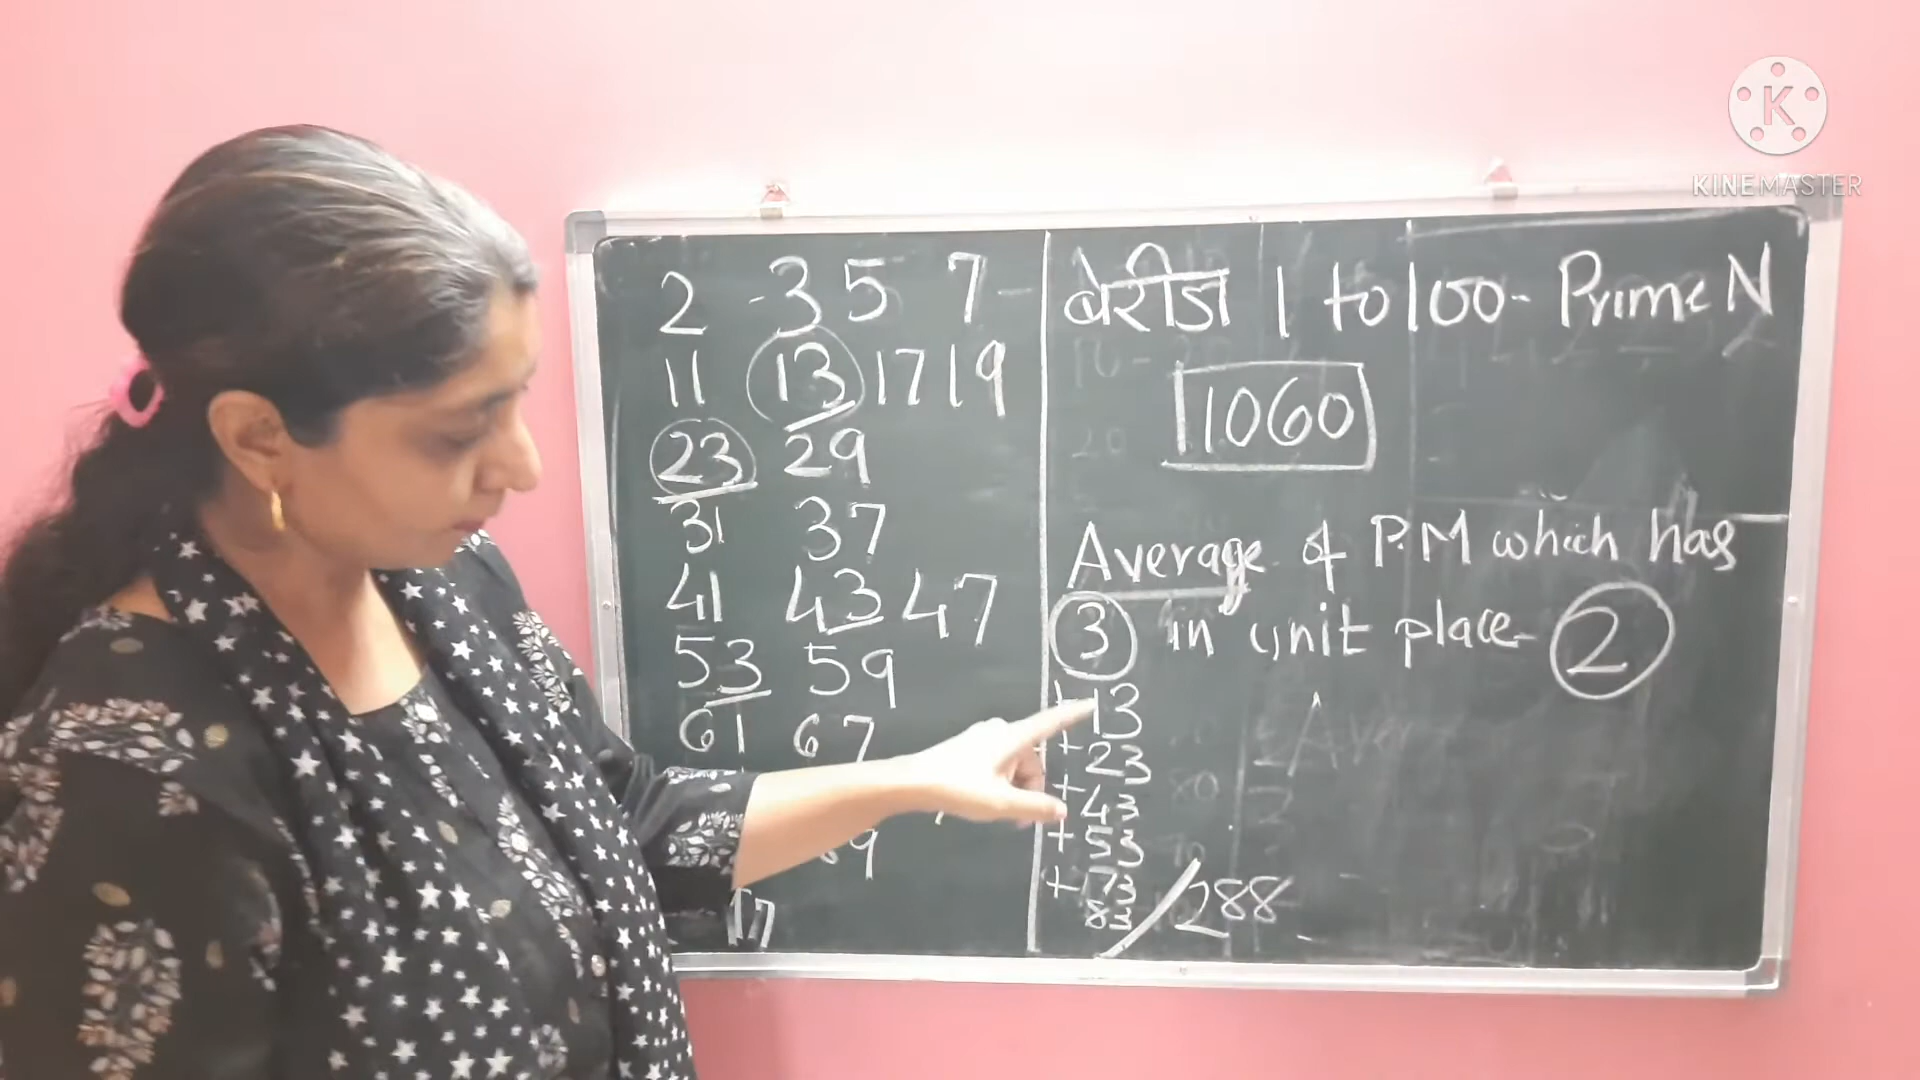 2 - 3 5 7 -
11 13 17 19
23 29
31 37
41 43 47
53 59
61 67
9
17
बेरीज 1 to 100 - Prime N
1060
Average of P.M which has
3 in unit place - 2
+ 13
+ 23
+ 43
+ 53
+ 73
83 / 288
K
KINEMASTER